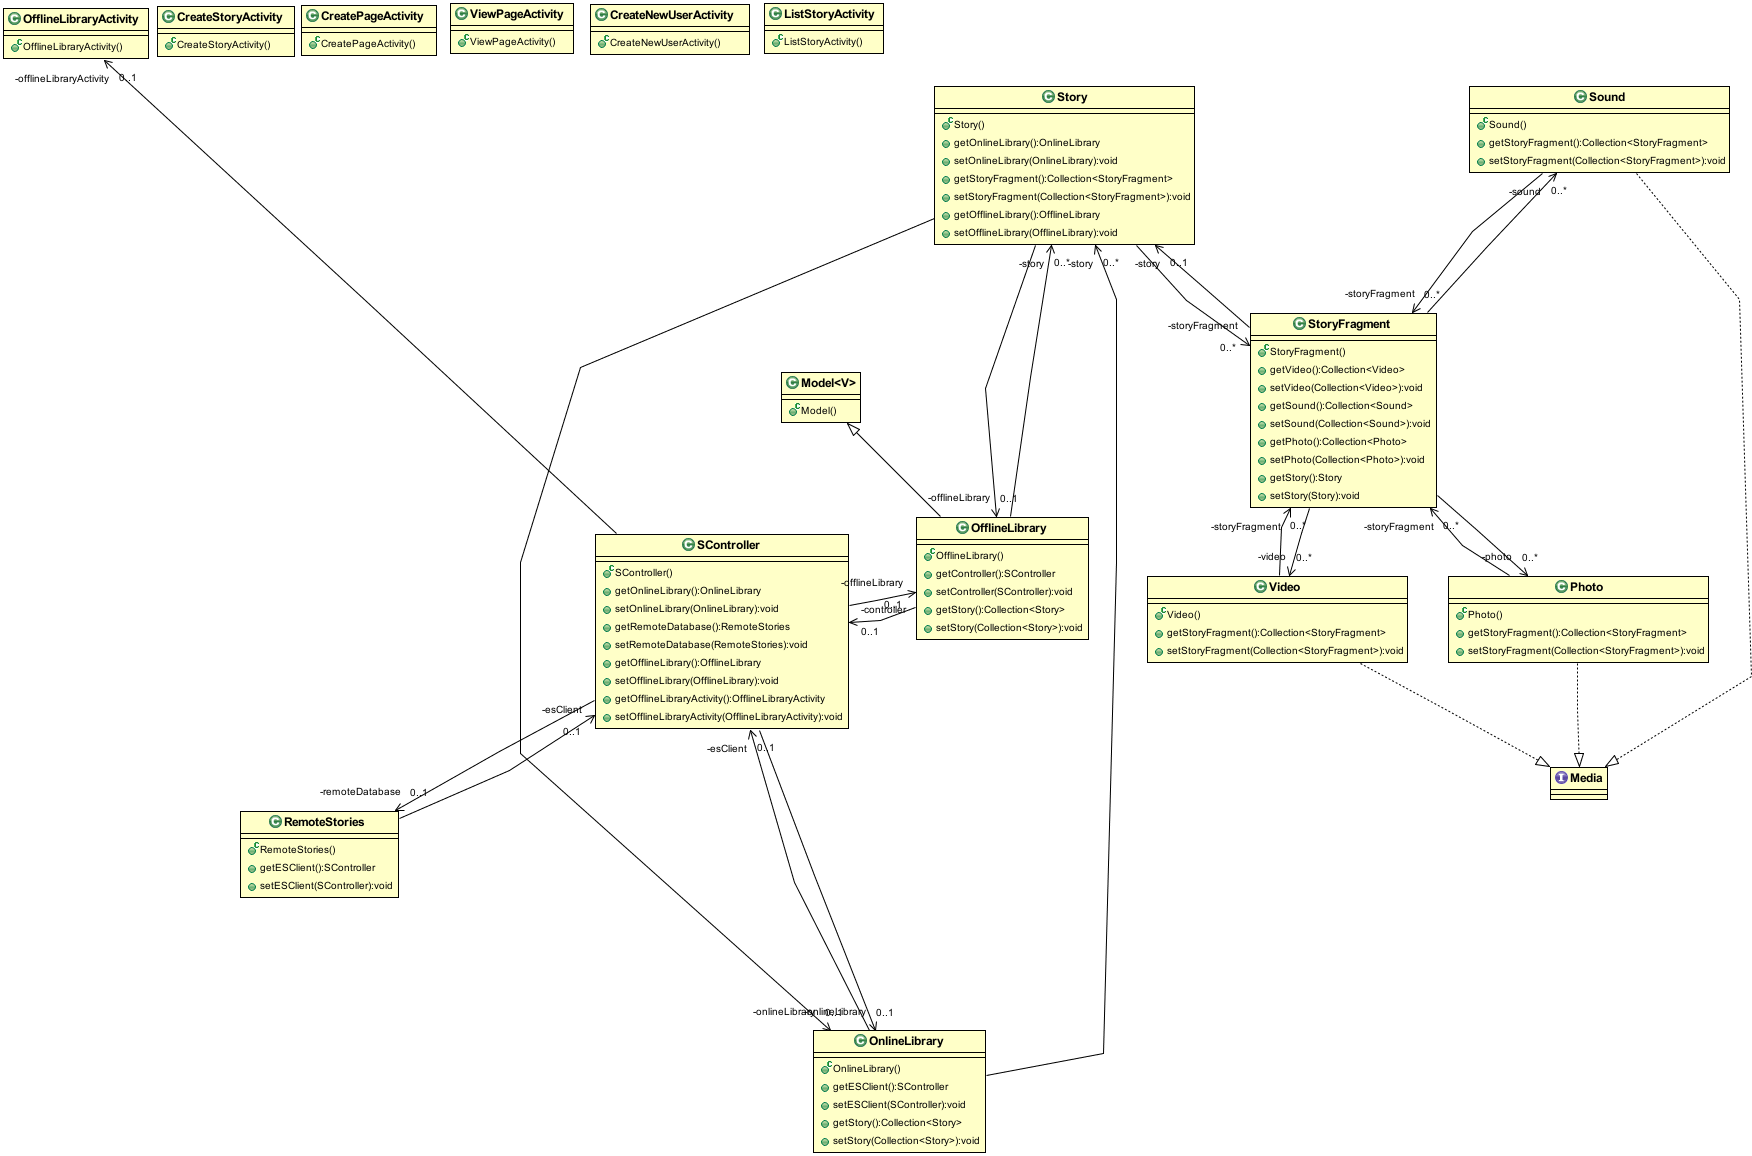 OfflineLibraryActivity
OfflineLibraryActivity()
CreateStoryActivity
CreateStoryActivity()
CreatePageActivity
CreatePageActivity()
ViewPageActivity
ViewPageActivity()
CreateNewUserActivity
CreateNewUserActivity()
ListStoryActivity
ListStoryActivity()
-offlineLibraryActivity 0..1
Story
Story()
getOnlineLibrary():OnlineLibrary
setOnlineLibrary(OnlineLibrary):void
getStoryFragment():Collection<StoryFragment>
setStoryFragment(Collection<StoryFragment>):void
getOfflineLibrary():OfflineLibrary
setOfflineLibrary(OfflineLibrary):void
Sound
Sound()
getStoryFragment():Collection<StoryFragment>
setStoryFragment(Collection<StoryFragment>):void
-sound 0..*
-story 0..*
-story 0..*
-story 0..1
-storyFragment 0..*
-storyFragment
0..*
StoryFragment
StoryFragment()
getVideo():Collection<Video>
setVideo(Collection<Video>):void
getSound():Collection<Sound>
setSound(Collection<Sound>):void
getPhoto():Collection<Photo>
setPhoto(Collection<Photo>):void
getStory():Story
setStory(Story):void
Model<V>
Model()
-offlineLibrary 0..1
OfflineLibrary
OfflineLibrary()
getController():SController
setController(SController):void
getStory():Collection<Story>
setStory(Collection<Story>):void
SController
SController()
getOnlineLibrary():OnlineLibrary
setOnlineLibrary(OnlineLibrary):void
getRemoteDatabase():RemoteStories
setRemoteDatabase(RemoteStories):void
getOfflineLibrary():OfflineLibrary
setOfflineLibrary(OfflineLibrary):void
getOfflineLibraryActivity():OfflineLibraryActivity
setOfflineLibraryActivity(OfflineLibraryActivity):void
-offlineLibrary
0..1
-controller
0..1
-storyFragment 0..*
-video 0..*
-storyFragment 0..*
-photo 0..*
Video
Video()
getStoryFragment():Collection<StoryFragment>
setStoryFragment(Collection<StoryFragment>):void
Photo
Photo()
getStoryFragment():Collection<StoryFragment>
setStoryFragment(Collection<StoryFragment>):void
-esClient
0..1
-esClient 0..1
Media
-remoteDatabase 0..1
RemoteStories
RemoteStories()
getESClient():SController
setESClient(SController):void
-onlineLibrary 0..1
-onlineLibrary 0..1
OnlineLibrary
OnlineLibrary()
getESClient():SController
setESClient(SController):void
getStory():Collection<Story>
setStory(Collection<Story>):void